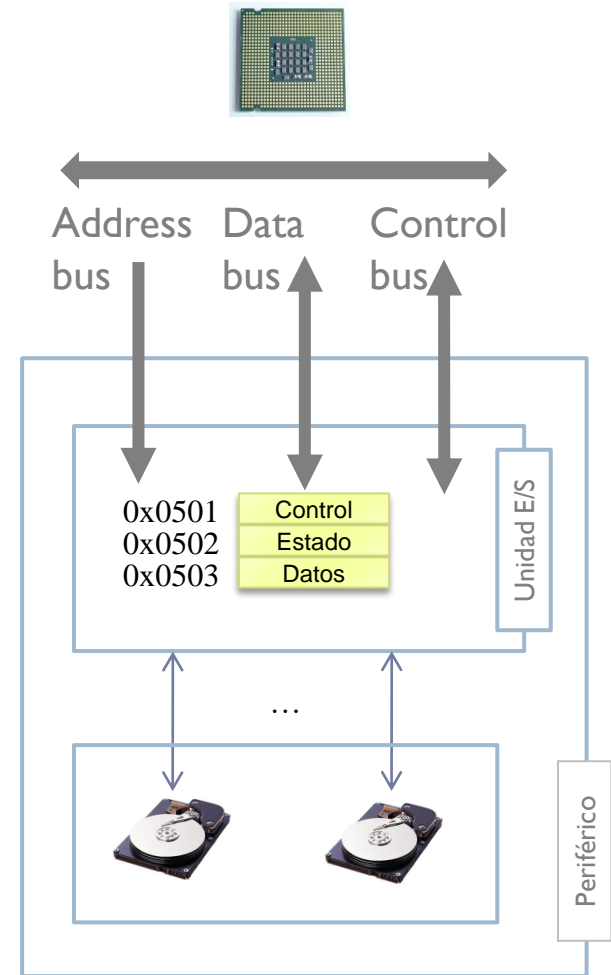 Address Data Control
bus bus bus
0x0501 Control
0x0502 Estado
0x0503 Datos
Unidad E/S
...
Periférico